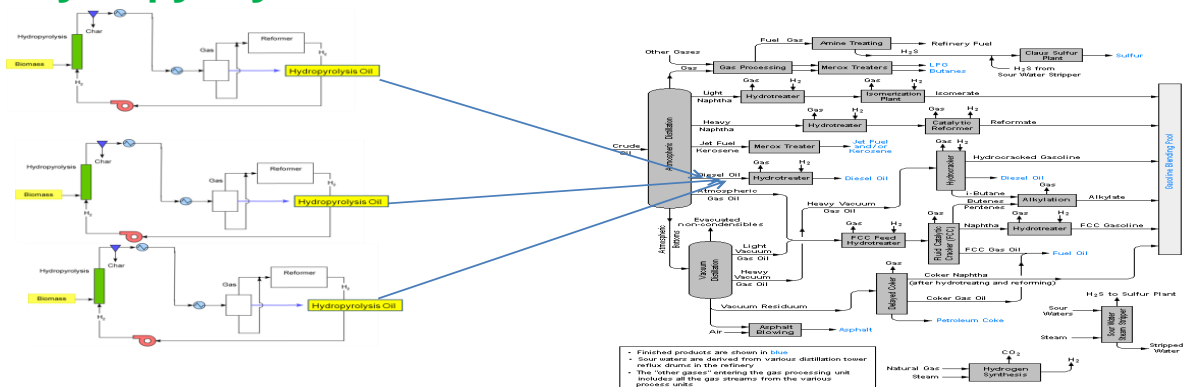 Hydropyrolysis
Char
Biomass
H₂
Gas
Reformer
H₂
Hydropyrolysis Oil
Hydropyrolysis
Char
Biomass
H₂
Gas
Reformer
H₂
Hydropyrolysis Oil
Hydropyrolysis
Char
Biomass
H₂
Gas
Reformer
H₂
Hydropyrolysis Oil
Crude
Oil
Atmospheric Distillation
Other Gases
Gas
Gas Processing
Fuel Gas
Amine Treating
Refinery Fuel
H₂S
Claus Sulfur
Plant
Sulfur
H₂S from
Sour Water Stripper
Merox Treaters
LPG
Butanes
Light
Naphtha
Gas
H₂
Hydrotreater
Gas
H₂
Isomerization
Plant
Isomerate
Heavy
Naphtha
Gas
H₂
Hydrotreater
Gas
H₂
Catalytic
Reformer
Reformate
Jet Fuel
Kerosene
Merox Treater
Jet Fuel
and/or
Kerosene
Diesel Oil
Gas
H₂
Hydrotreater
Diesel Oil
Atmospheric
Gas Oil
Gas
H₂
Hydrocracker
Hydrocracked Gasoline
Diesel Oil
i-Butane
Butenes
Pentenes
Gas
Alkylation
Alkylate
Heavy Vacuum
Gas Oil
Atmospheric
Bottoms
Evacuated
non-condensibles
Vacuum
Distillation
Light
Vacuum
Gas Oil
Heavy
Vacuum
Gas Oil
Gas
H₂
FCC Feed
Hydrotreater
Gas
Fluid Catalytic
Cracker (FCC)
Naphtha
Gas
H₂
Hydrotreater
FCC Gasoline
FCC Gas Oil
Fuel Oil
Vacuum Residuum
Gas
Delayed Coker
Coker Naphtha
(after hydrotreating and reforming)
Coker Gas Oil
Petroleum Coke
Air
Asphalt
Blowing
Asphalt
Gasoline Blending Pool
H₂S to Sulfur Plant
Sour
Waters
Steam
Sour Water
Steam Stripper
Stripped
Water
CO₂
H₂
Natural Gas
Steam
Hydrogen
Synthesis
• Finished products are shown in blue
• Sour waters are derived from various distillation tower
reflux drums in the refinery
• The "other gases" entering the gas processing unit
includes all the gas streams from the various
process units